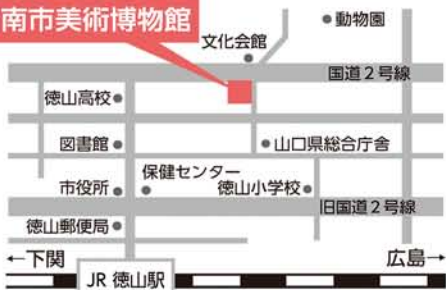 南市美術博物館
動物園
文化会館
国道2号線
徳山高校
図書館
山口県総合庁舎
保健センター
市役所
徳山小学校
旧国道2号線
徳山郵便局
←下関
広島→
JR 徳山駅